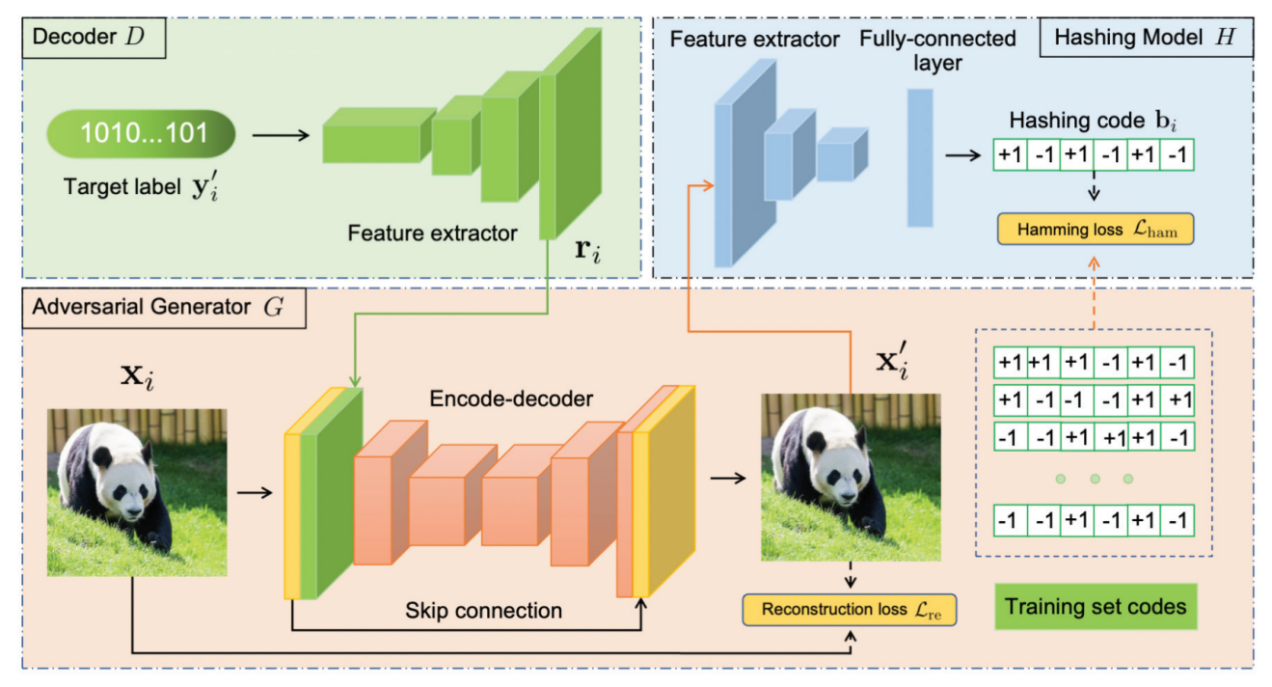 Decoder D
1010...101
Target label y′ᵢ
Feature extractor
rᵢ
Feature extractor
Fully-connected
layer
Hashing Model H
Hashing code bᵢ
+1 -1 +1 -1 +1 -1
Hamming loss ℒham
Adversarial Generator G
xᵢ
Encode-decoder
Skip connection
x′ᵢ
Reconstruction loss ℒre
+1 +1 +1 -1 +1 -1
+1 -1 -1 -1 +1 +1
-1 -1 +1 +1 +1 -1
-1 -1 +1 -1 +1 -1
Training set codes